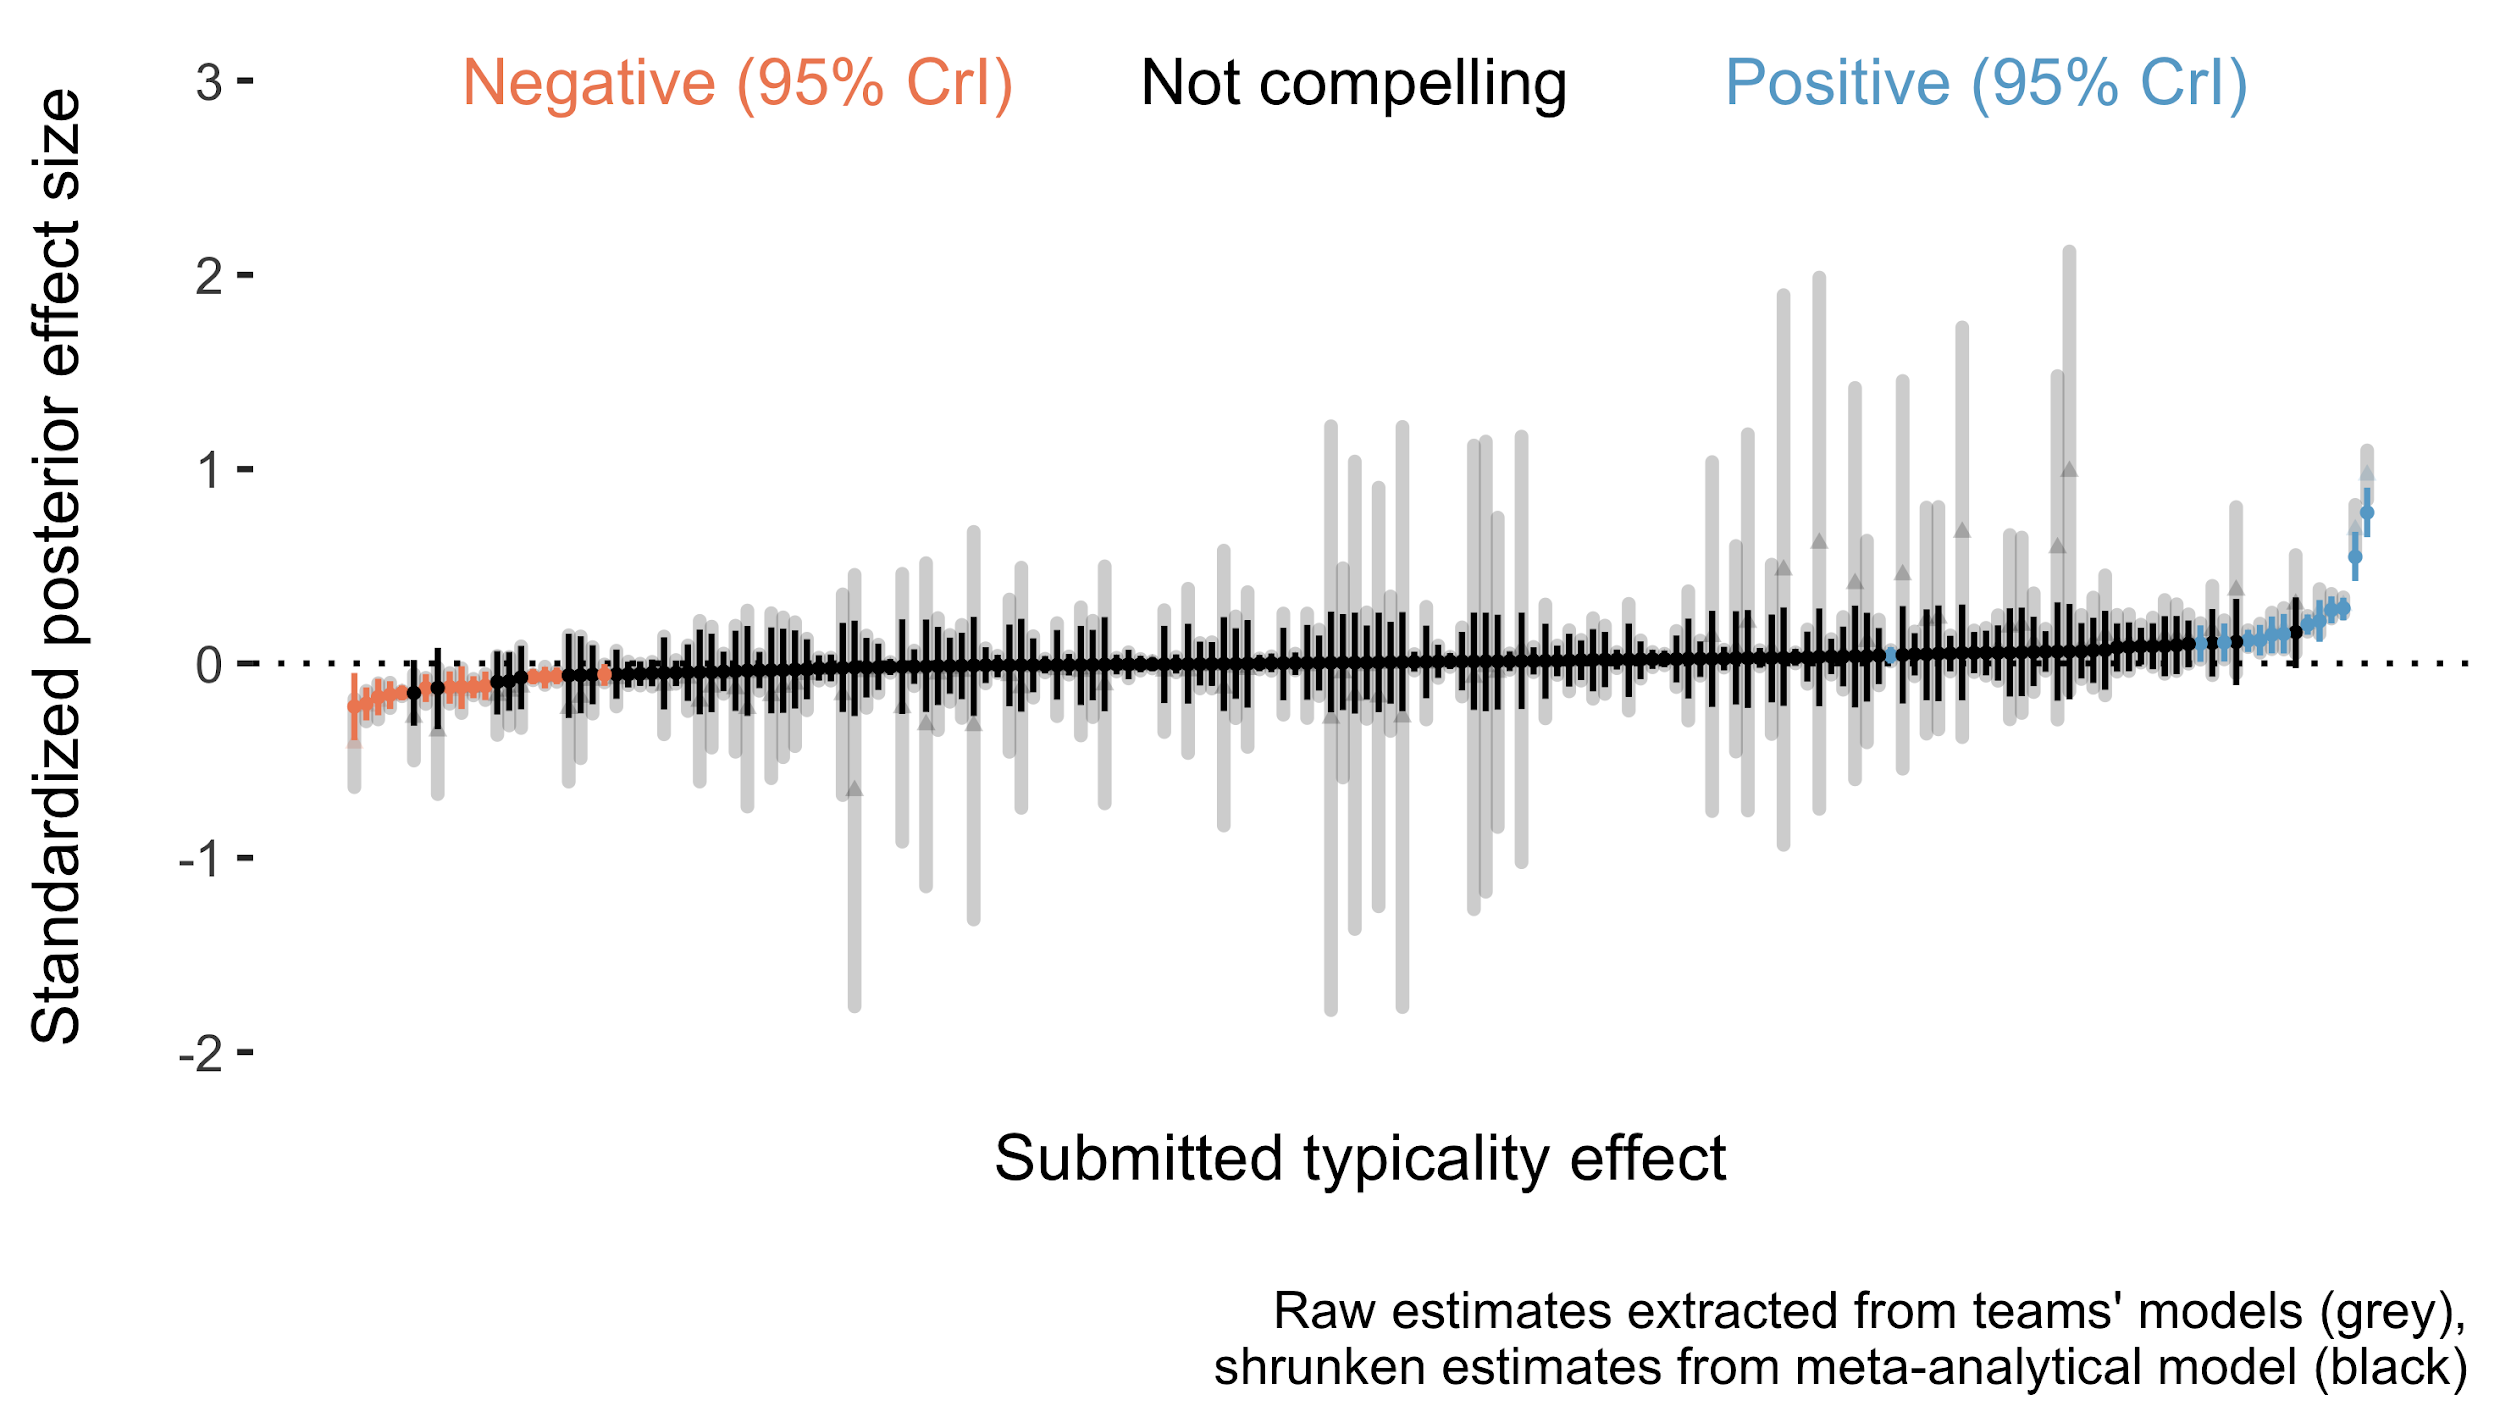 Negative (95% CrI) Not compelling Positive (95% CrI)
Standardized posterior effect size
3
2
1
0
-1
-2
Submitted typicality effect
Raw estimates extracted from teams' models (grey),
shrunken estimates from meta-analytical model (black)